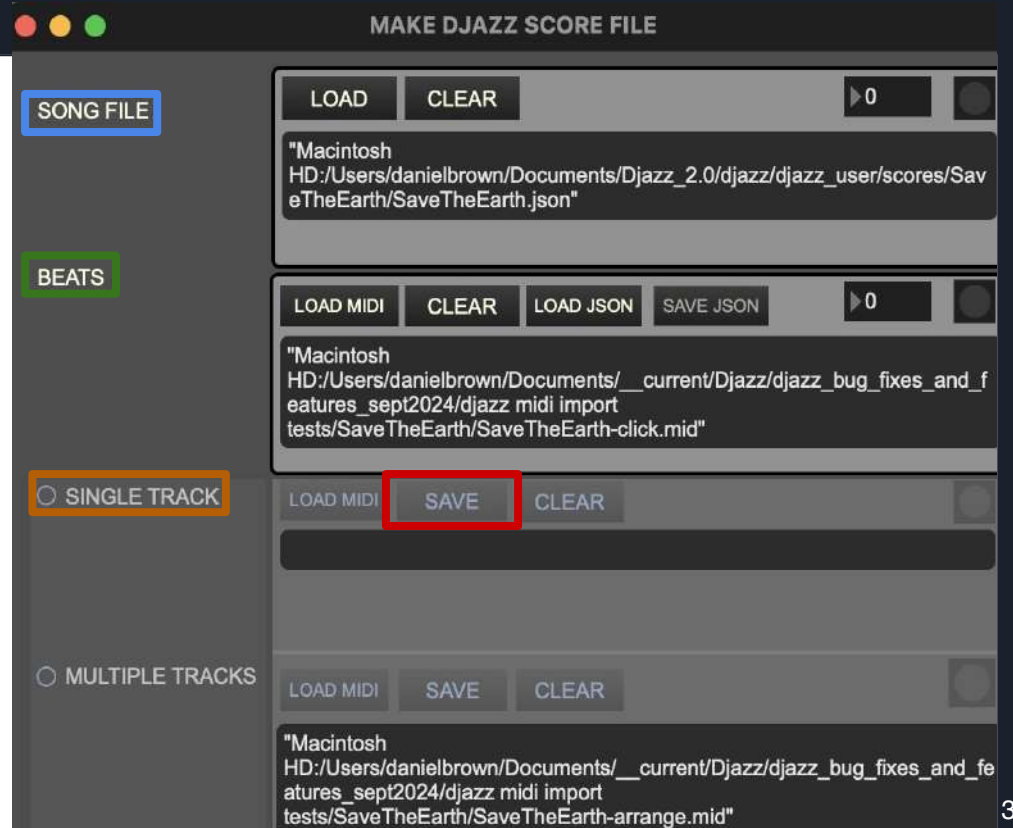 MAKE DJAZZ SCORE FILE
SONG FILE
LOAD CLEAR 0
"Macintosh
HD:/Users/danielbrown/Documents/Djazz_2.0/djazz/djazz_user/scores/Sav
eTheEarth/SaveTheEarth.json"
BEATS
LOAD MIDI CLEAR LOAD JSON SAVE JSON 0
"Macintosh
HD:/Users/danielbrown/Documents/__current/Djazz/djazz_bug_fixes_and_f
eatures_sept2024/djazz midi import
tests/SaveTheEarth/SaveTheEarth-click.mid"
SINGLE TRACK
LOAD MIDI SAVE CLEAR
MULTIPLE TRACKS
LOAD MIDI SAVE CLEAR
"Macintosh
HD:/Users/danielbrown/Documents/__current/Djazz/djazz_bug_fixes_and_fe
atures_sept2024/djazz midi import
tests/SaveTheEarth/SaveTheEarth-arrange.mid"
3